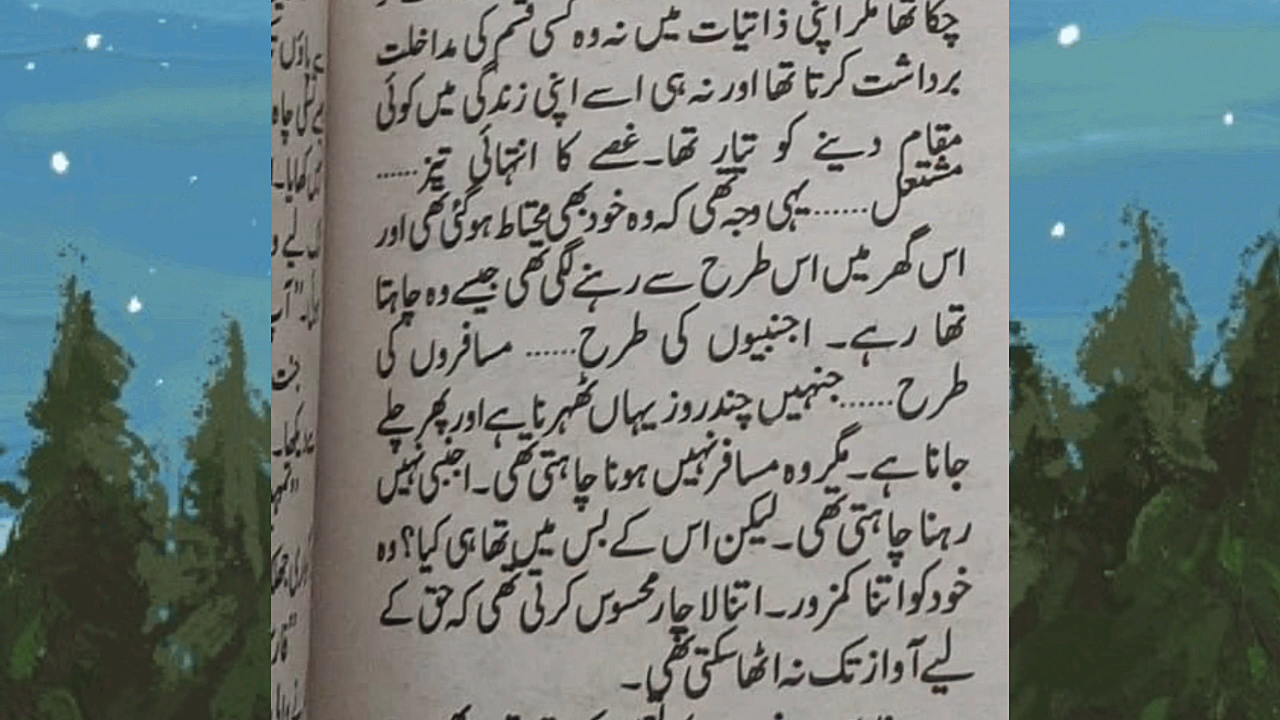 چکا تھا مگر اپنی ذاتیات میں نہ وہ کسی قسم کی مداخلت
برداشت کرتا تھا اور نہ ہی اسے اپنی زندگی میں کوئی
مقام دینے کو تیار تھا۔ غصے کا انتہائی تیز......
مشتعل...... یہی وجہ تھی کہ وہ خود بھی محتاط ہوگئی تھی اور
اس گھر میں اس طرح سے رہنے لگی تھی جیسے وہ چاہتا
تھا رہے۔ اجنبیوں کی طرح...... مسافروں کی
طرح...... جنہیں چند روز یہاں ٹھہرنا ہے اور پھر چلے
جانا ہے۔ مگر وہ مسافر نہیں ہونا چاہتی تھی۔ اجنبی نہیں
رہنا چاہتی تھی۔ لیکن اس کے بس میں تھا ہی کیا؟ وہ
خود کو اتنا کمزور۔ اتنا لاچار محسوس کرتی تھی کہ حق کے
لیے آواز تک نہ اٹھا سکتی تھی۔